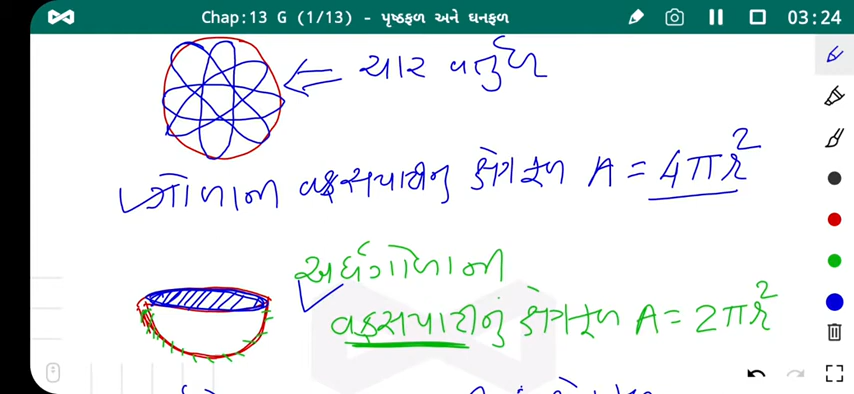 Chap:13 G (1/13) - પૃષ્ઠફળ અને ઘનફળ
03:24
ચાર વર્તુળ
ગોળાના વક્રસપાટીનું ક્ષેત્રફળ A = 4πr²
અર્ધગોળાની
વક્રસપાટીનું ક્ષેત્રફળ A = 2πr²